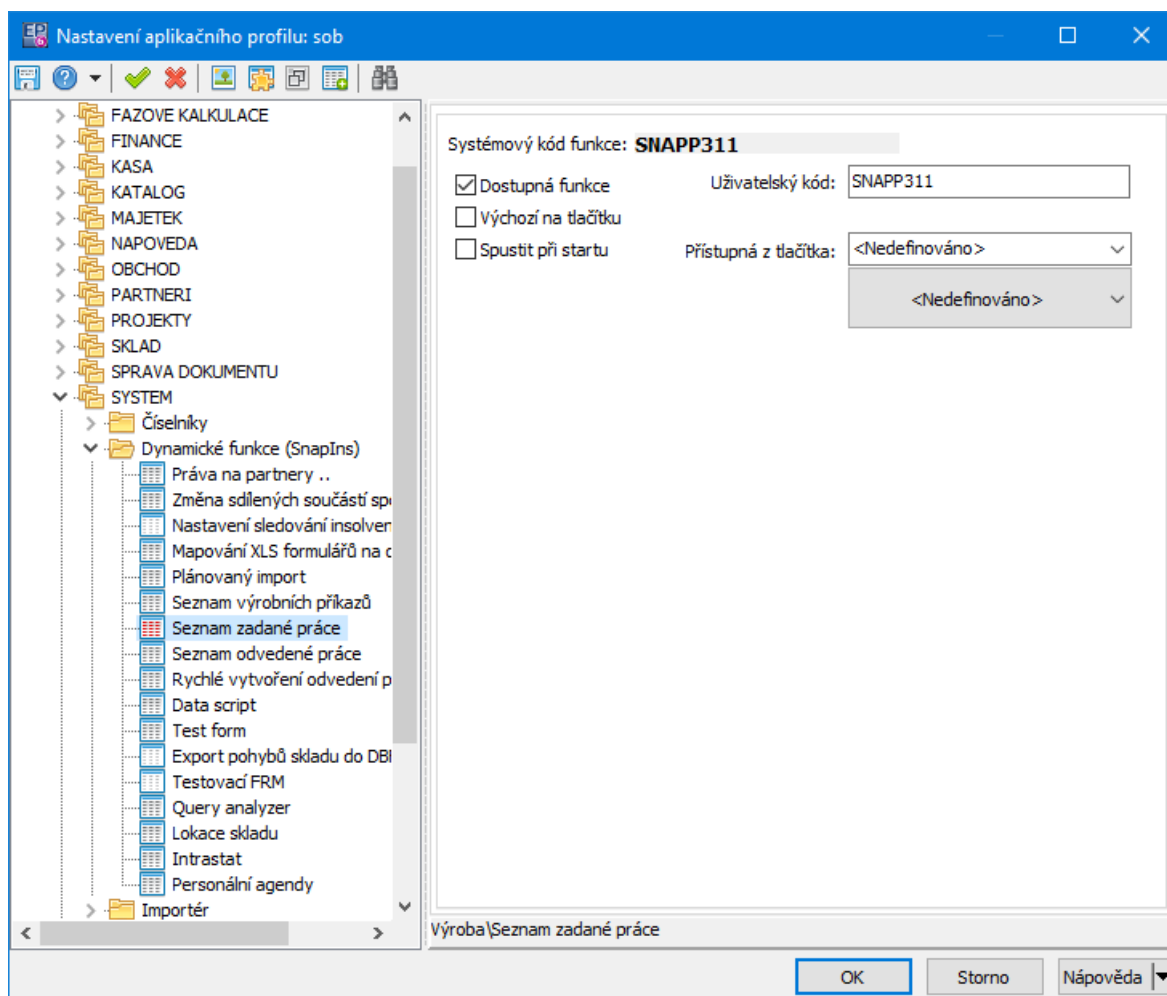 Nastavení aplikačního profilu: sob
FAZOVE KALKULACE
FINANCE
KASA
KATALOG
MAJETEK
NAPOVEDA
OBCHOD
PARTNERI
PROJEKTY
SKLAD
SPRAVA DOKUMENTU
SYSTEM
Číselníky
Dynamické funkce (SnapIns)
Práva na partnery ..
Změna sdílených součástí sp
Nastavení sledování insolven
Mapování XLS formulářů na
Plánovaný import
Seznam výrobních příkazů
Seznam zadané práce
Seznam odvedené práce
Rychlé vytvoření odvedení p
Data script
Test form
Export pohybů skladu do DB
Testovací FRM
Query analyzer
Lokace skladu
Intrastat
Personální agendy
Importér
Systémový kód funkce: SNAPP311
Dostupná funkce
Uživatelský kód: SNAPP311
Výchozí na tlačítku
Spustit při startu
Přístupná z tlačítka: <Nedefinováno>
<Nedefinováno>
Výroba\Seznam zadané práce
OK
Storno
Nápověda